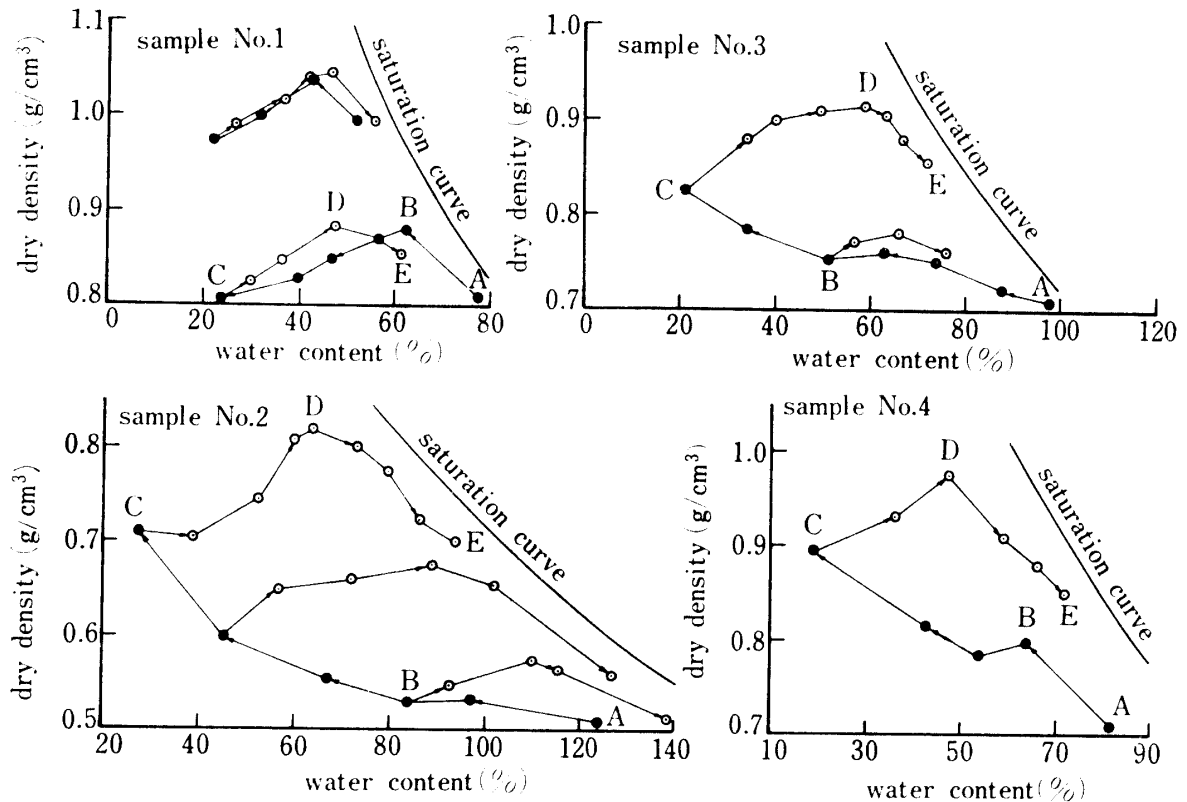 sample No.1
dry density (g/cm³)
1.1
1.0
0.9
0.8
0 20 40 60 80
water content (%)
saturation curve
A
B
C
D
E
sample No.3
dry density (g/cm³)
1.0
0.9
0.8
0.7
0 20 40 60 80 100 120
water content (%)
saturation curve
A
B
C
D
E
sample No.2
dry density (g/cm³)
0.8
0.7
0.6
0.5
20 40 60 80 100 120 140
water content (%)
saturation curve
A
B
C
D
E
sample No.4
dry density (g/cm³)
1.0
0.9
0.8
0.7
10 30 50 70 90
water content (%)
saturation curve
A
B
C
D
E